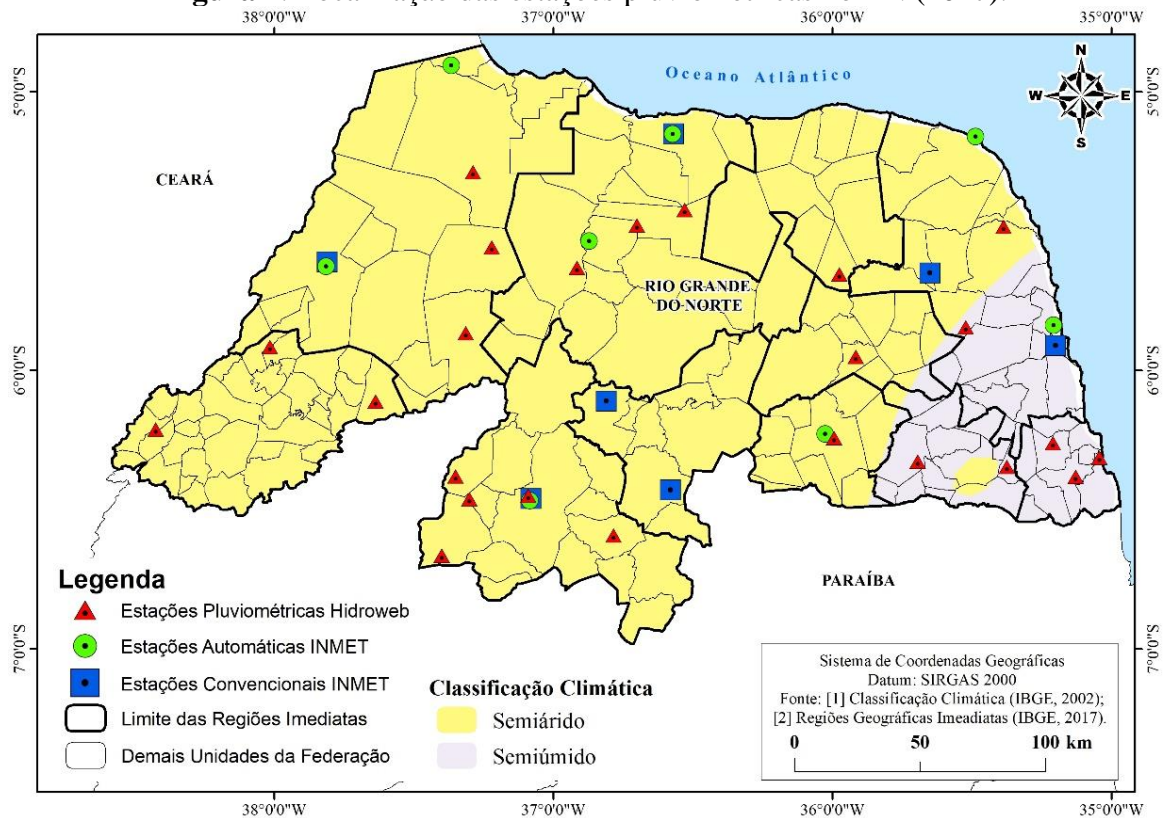 38°0'0"W 37°0'0"W 36°0'0"W 35°0'0"W
5°0'0"S
5°0'0"S
6°0'0"S
6°0'0"S
7°0'0"S
7°0'0"S
Oceano Atlântico
N
W E
S
CEARÁ
RIO GRANDE
DO NORTE
PARAÍBA
Legenda
Estações Pluviométricas Hidroweb
Estações Automáticas INMET
Estações Convencionais INMET
Limite das Regiões Imediatas
Demais Unidades da Federação
Classificação Climática
Semiárido
Semiúmido
Sistema de Coordenadas Geográficas
Datum: SIRGAS 2000
Fonte: [1] Classificação Climática (IBGE, 2002);
[2] Regiões Geográficas Imeadiatas (IBGE, 2017).
0 50 100 km
38°0'0"W 37°0'0"W 36°0'0"W 35°0'0"W